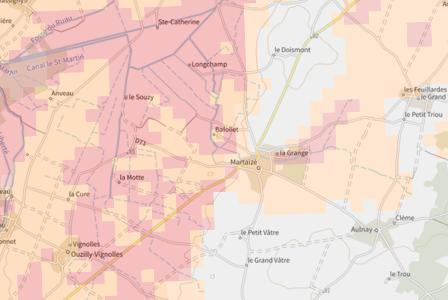 Ste-Catherine
Canal le St Martin
le Doismont
Longchamp
Anveau
les Feuillardes
le Souzy
le Grand
le Petit Triou
Baloliet
D73
la Grange
Martaizé
la Motte
la Cure
Clème
Aulnay
Vignolles
le Petit Vâtre
Ouzilly-Vignolles
le Grand Vâtre
le Trou